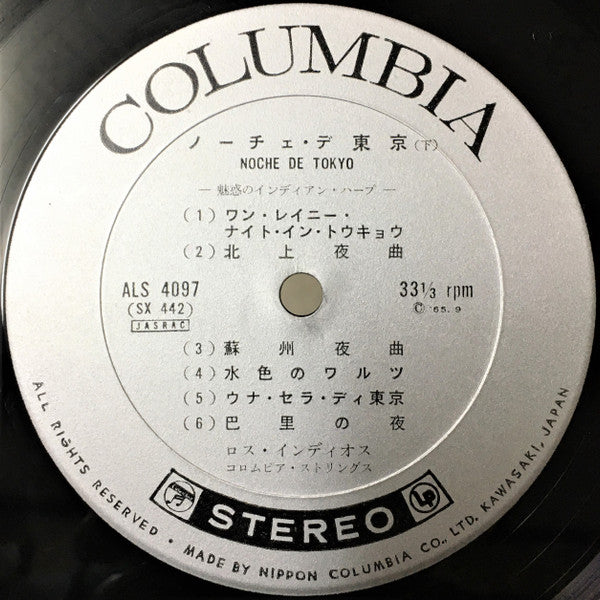 COLUMBIA
ノーチェ・デ東京(下)
NOCHE DE TOKYO
— 魅惑のインディアン・ハープ —
(1) ワン・レイニー・
ナイト・イン・トウキョウ
(2) 北上夜曲
ALS 4097
(SX 442)
JASRAC
33 1/3 rpm
Ⓒ '65.9
(3) 蘇州夜曲
(4) 水色のワルツ
(5) ウナ・セラ・ディ東京
(6) 巴里の夜
ロス・インディオス
コロムビア・ストリングス
STEREO
LP
ALL RIGHTS RESERVED • MADE BY NIPPON COLUMBIA CO., LTD. KAWASAKI, JAPAN